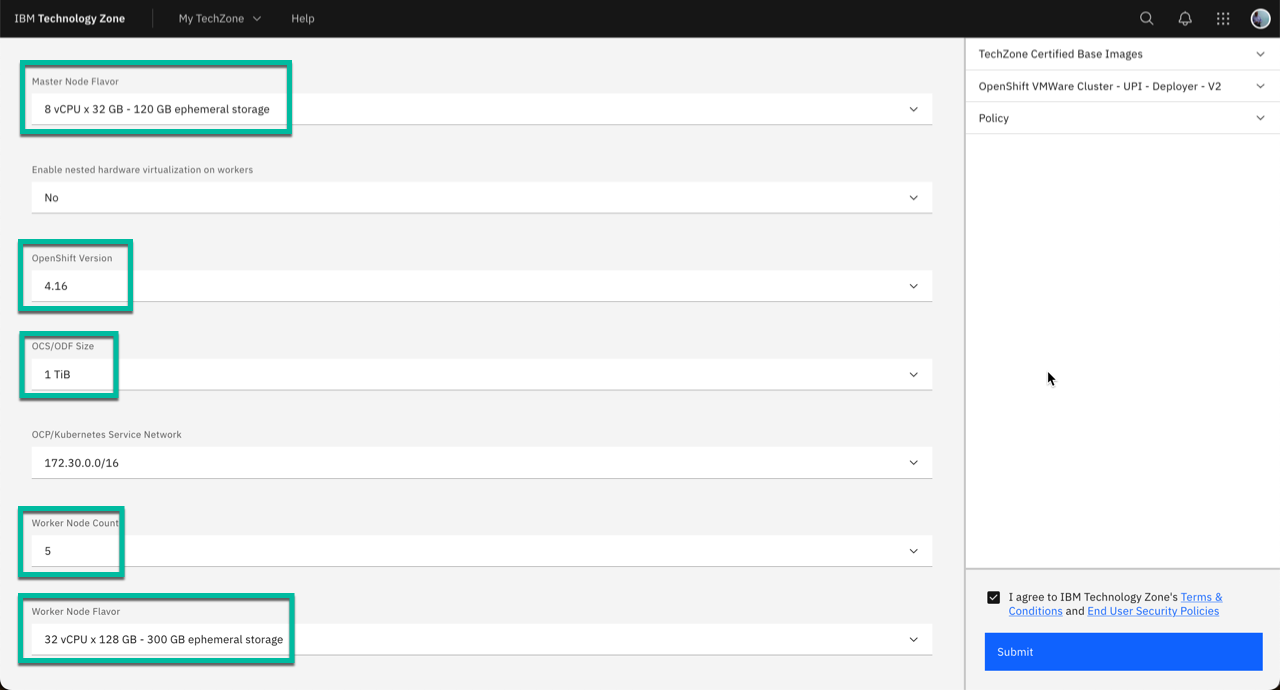 IBM Technology Zone
My TechZone
Help
Master Node Flavor
8 vCPU x 32 GB - 120 GB ephemeral storage
Enable nested hardware virtualization on workers
No
OpenShift Version
4.16
OCS/ODF Size
1 TiB
OCP/Kubernetes Service Network
172.30.0.0/16
Worker Node Count
5
Worker Node Flavor
32 vCPU x 128 GB - 300 GB ephemeral storage
TechZone Certified Base Images
OpenShift VMWare Cluster - UPI - Deployer - V2
Policy
I agree to IBM Technology Zone's Terms &
Conditions and End User Security Policies
Submit